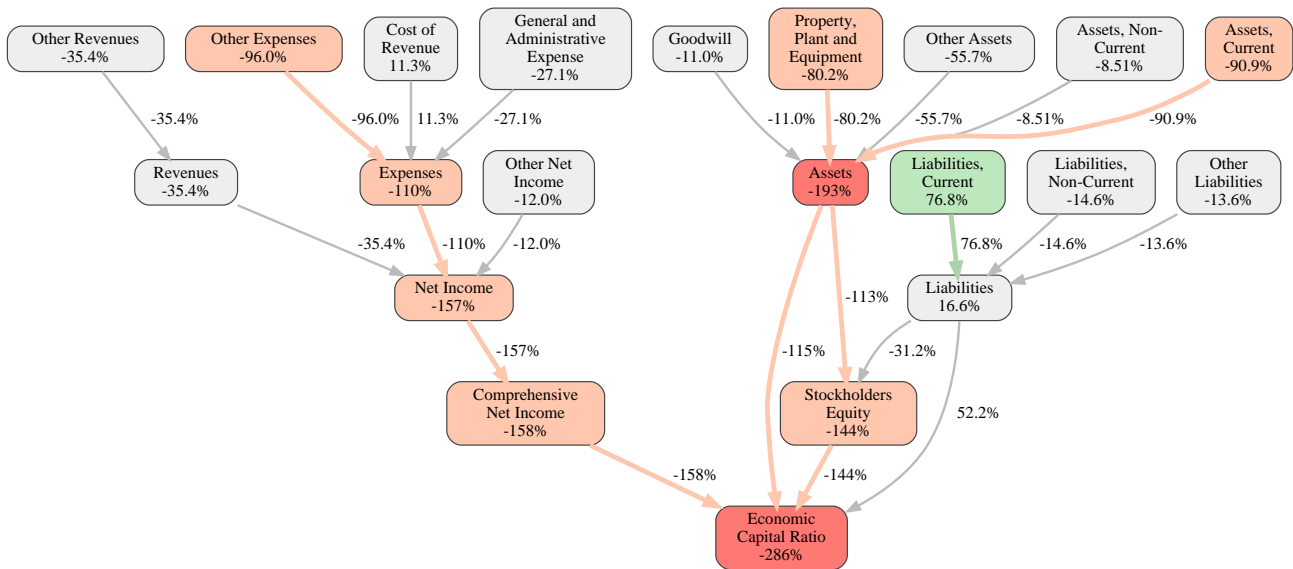 Other Revenues
-35.4%
Other Expenses
-96.0%
Cost of
Revenue
11.3%
General and
Administrative
Expense
-27.1%
Goodwill
-11.0%
Property,
Plant and
Equipment
-80.2%
Other Assets
-55.7%
Assets, Non-
Current
-8.51%
Assets,
Current
-90.9%
-35.4%
-96.0%
11.3%
-27.1%
-11.0%
-80.2%
-55.7%
-8.51%
-90.9%
Revenues
-35.4%
Expenses
-110%
Other Net
Income
-12.0%
Assets
-193%
Liabilities,
Current
76.8%
Liabilities,
Non-Current
-14.6%
Other
Liabilities
-13.6%
-35.4%
-110%
-12.0%
76.8%
-14.6%
-13.6%
Net Income
-157%
-113%
Liabilities
16.6%
-157%
-115%
-31.2%
52.2%
Comprehensive
Net Income
-158%
Stockholders
Equity
-144%
-158%
-144%
Economic
Capital Ratio
-286%